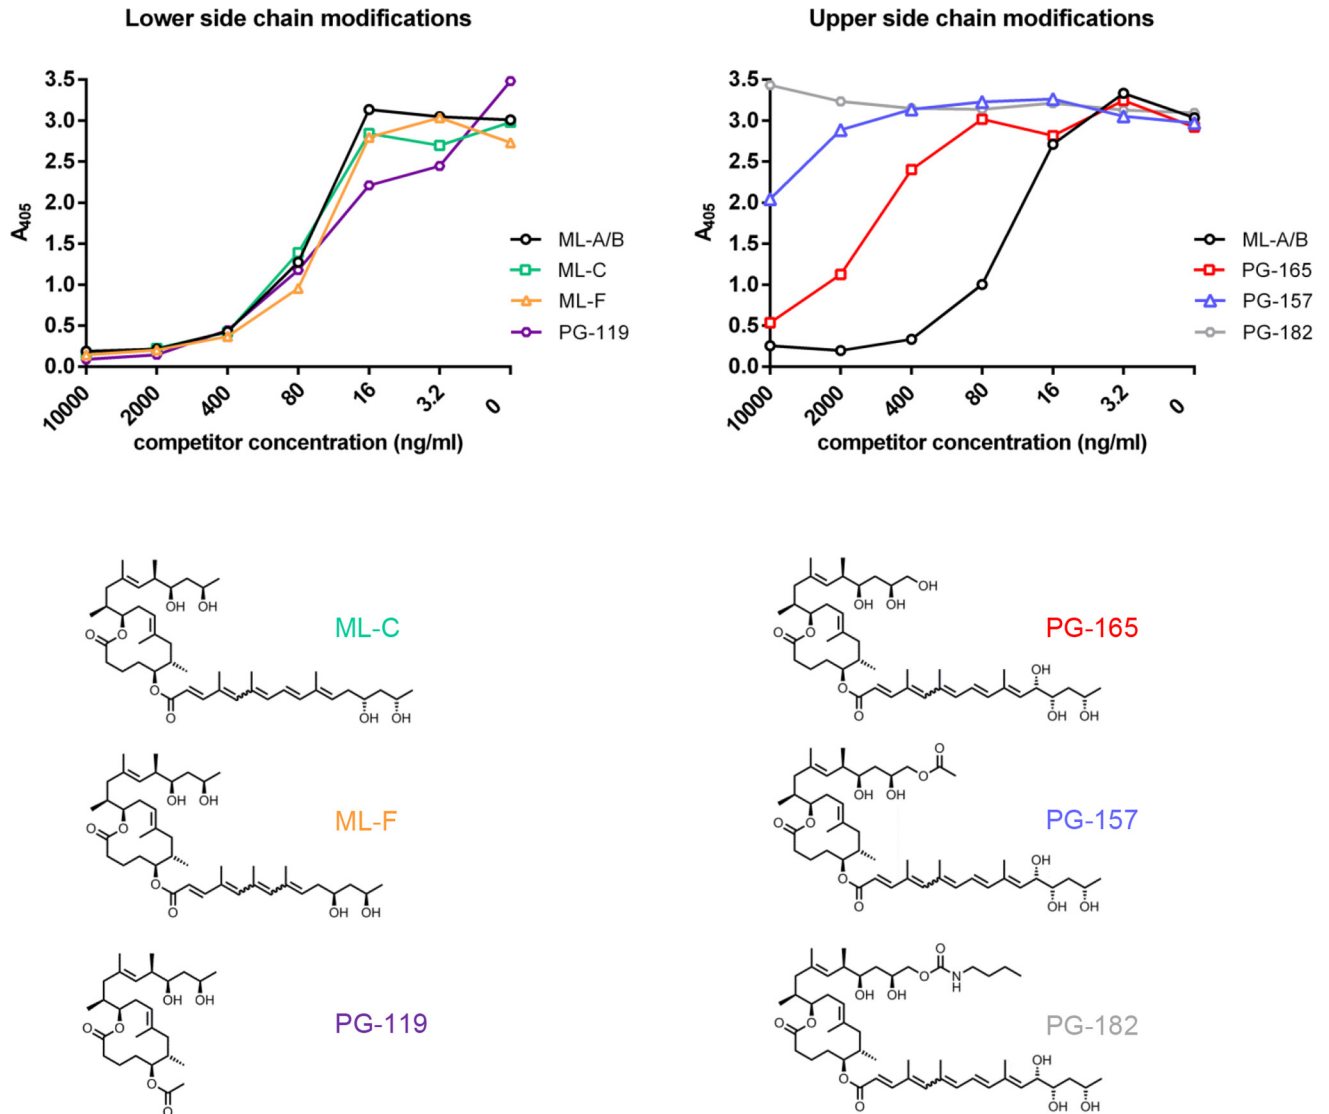 Lower side chain modifications
3.5
3.0
2.5
2.0
1.5
1.0
0.5
0.0
A405
10000
2000
400
80
16
3.2
0
competitor concentration (ng/ml)
ML-A/B
ML-C
ML-F
PG-119
Upper side chain modifications
3.5
3.0
2.5
2.0
1.5
1.0
0.5
0.0
A405
10000
2000
400
80
16
3.2
0
competitor concentration (ng/ml)
ML-A/B
PG-165
PG-157
PG-182
OH
OH
O
O
O
O
OH
OH
ML-C
OH
OH
O
O
O
O
OH
OH
ML-F
OH
OH
O
O
O
O
PG-119
OH
OH
OH
O
O
O
O
OH
OH
OH
PG-165
O
O
OH
OH
O
O
O
O
OH
OH
OH
PG-157
O
O
N
H
OH
OH
O
O
O
O
OH
OH
OH
PG-182